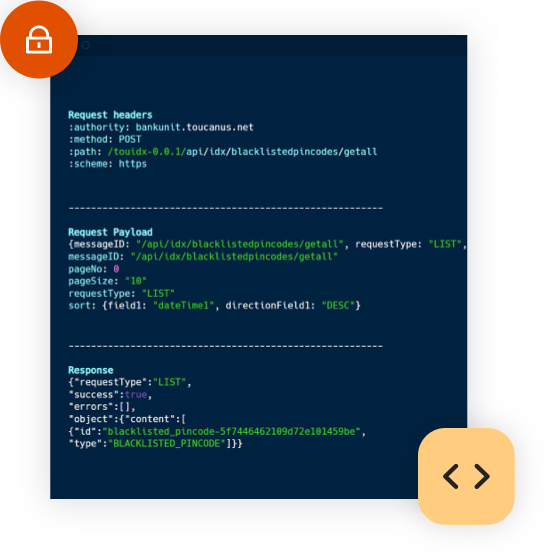 Request headers
:authority: bankunit.toucanus.net
:method: POST
:path: /touidx-0.0.1/api/idx/blacklistedpincodes/getall
:scheme: https
--------------------------------------------------------
Request Payload
{messageID: "/api/idx/blacklistedpincodes/getall", requestType: "LIST",
messageID: "/api/idx/blacklistedpincodes/getall"
pageNo: 0
pageSize: "10"
requestType: "LIST"
sort: {field1: "dateTime1", directionField1: "DESC"}
--------------------------------------------------------
Response
{"requestType":"LIST",
"success":true,
"errors":[],
"object":{"content":[
{"id":"blacklisted_pincode-5f7446462109d72e101459be",
"type":"BLACKLISTED_PINCODE"]}}